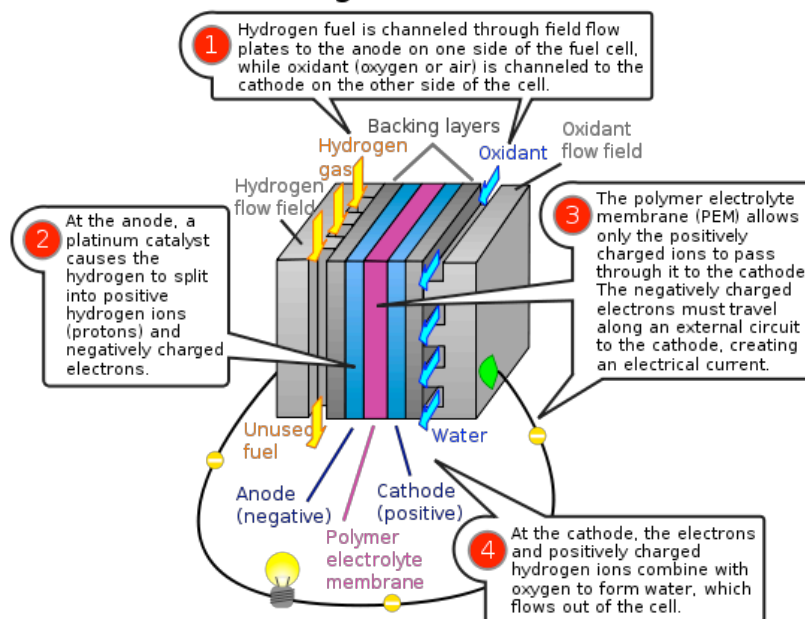 1
Hydrogen fuel is channeled through field flow
plates to the anode on one side of the fuel cell,
while oxidant (oxygen or air) is channeled to the
cathode on the other side of the cell.
Backing layers
Oxidant
flow field
Hydrogen
gas
Oxidant
Hydrogen
flow field
2
At the anode, a
platinum catalyst
causes the
hydrogen to split
into positive
hydrogen ions
(protons) and
negatively charged
electrons.
3
The polymer electrolyte
membrane (PEM) allows
only the positively
charged ions to pass
through it to the cathode
The negatively charged
electrons must travel
along an external circuit
to the cathode, creating
an electrical current.
Unused
fuel
Water
Anode
(negative)
Cathode
(positive)
Polymer
electrolyte
membrane
4
At the cathode, the electrons
and positively charged
hydrogen ions combine with
oxygen to form water, which
flows out of the cell.